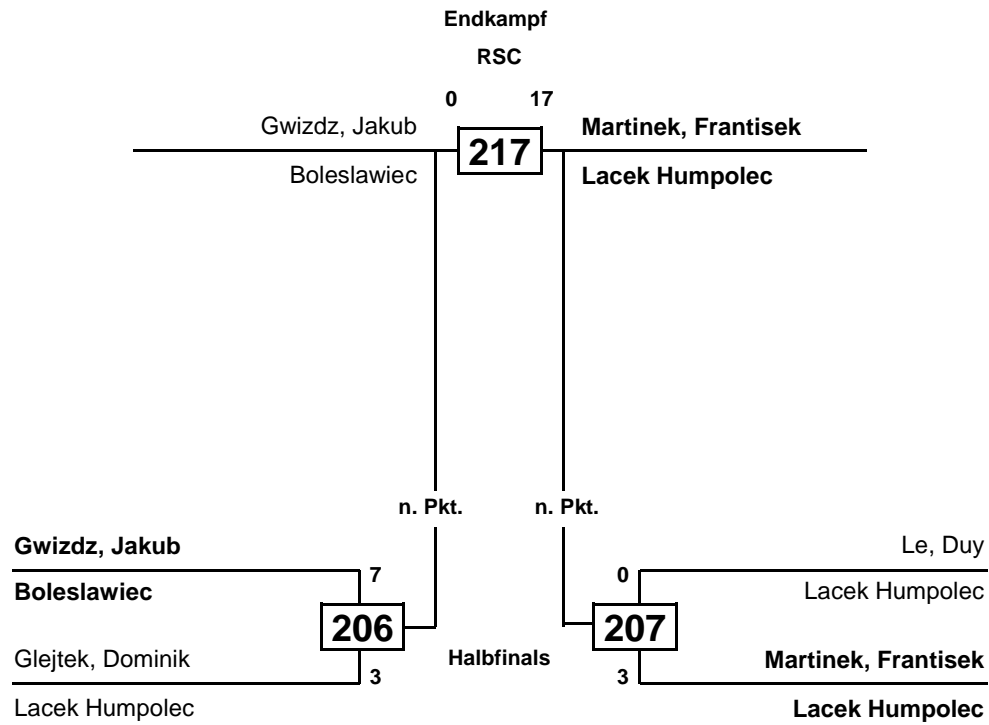 Endkampf
RSC
0 17
Gwizdz, Jakub Martinek, Frantisek
217
Boleslawiec Lacek Humpolec
n. Pkt. n. Pkt.
Gwizdz, Jakub Le, Duy
7 0
Boleslawiec Lacek Humpolec
206 207
Glejtek, Dominik Halbfinals Martinek, Frantisek
3 3
Lacek Humpolec Lacek Humpolec